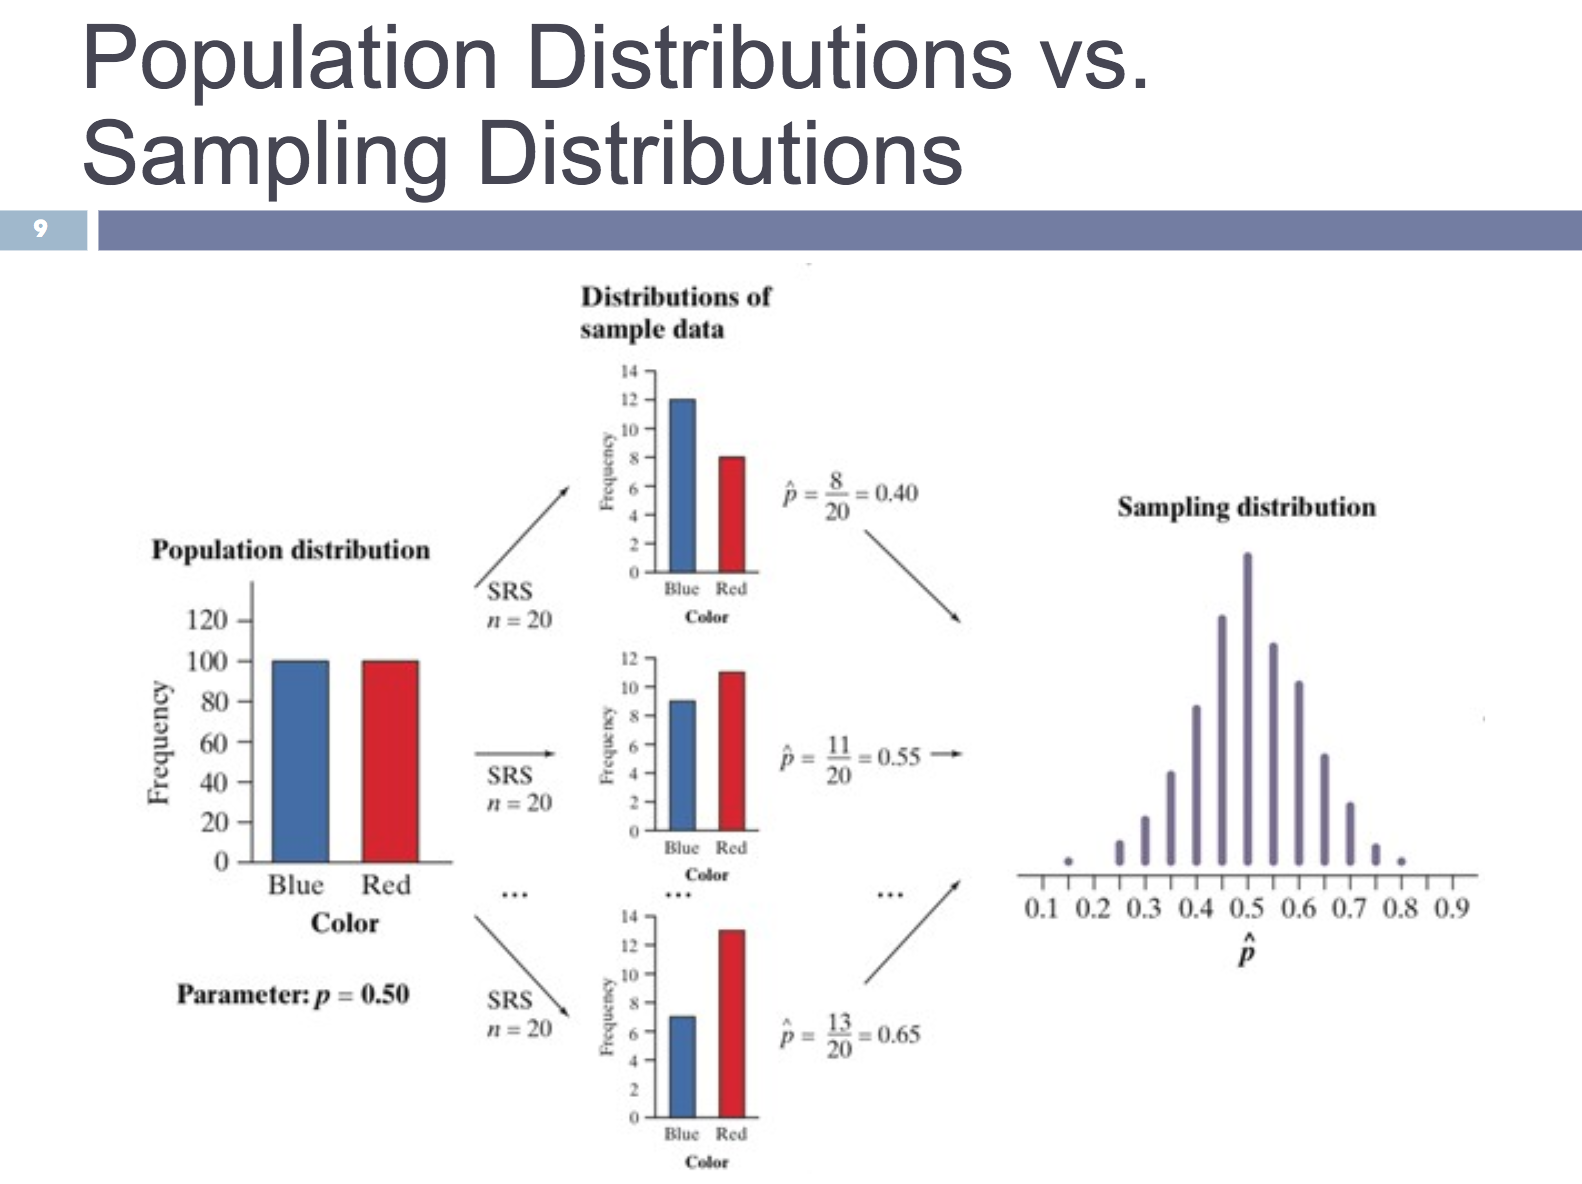 Population Distributions vs.
Sampling Distributions
9
Population distribution
Frequency
120
100
80
60
40
20
0
Blue Red
Color
Parameter: p = 0.50
SRS
n = 20
SRS
n = 20
...
SRS
n = 20
Distributions of
sample data
Frequency
14
12
10
8
6
4
2
0
Blue Red
Color
p̂ = 8/20 = 0.40
Frequency
12
10
8
6
4
2
0
Blue Red
Color
p̂ = 11/20 = 0.55
...
...
Frequency
14
12
10
8
6
4
2
0
Blue Red
Color
p̂ = 13/20 = 0.65
Sampling distribution
0.1 0.2 0.3 0.4 0.5 0.6 0.7 0.8 0.9
p̂